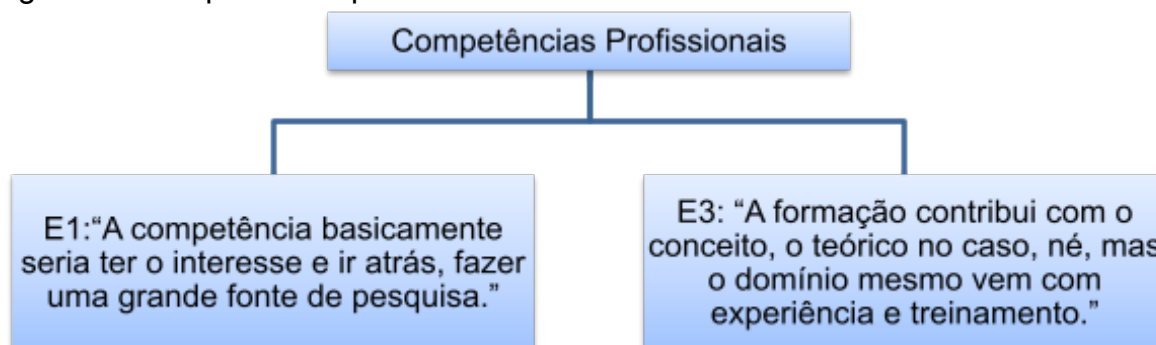 Competências Profissionais
E1:“A competência basicamente
seria ter o interesse e ir atrás, fazer
uma grande fonte de pesquisa.”
E3: “A formação contribui com o
conceito, o teórico no caso, né, mas
o domínio mesmo vem com
experiência e treinamento.”